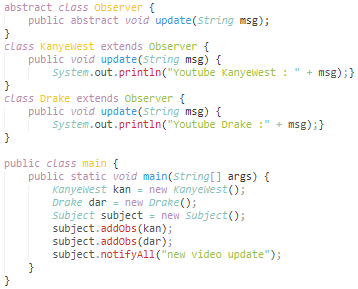 abstract class Observer {
    public abstract void update(String msg);
}
class KanyeWest extends Observer {
    public void update(String msg) {
        System.out.println("Youtube KanyeWest : " + msg);}
}
class Drake extends Observer {
    public void update(String msg) {
        System.out.println("Youtube Drake :" + msg);}
}

public class main {
    public static void main(String[] args) {
        KanyeWest kan = new KanyeWest();
        Drake dar = new Drake();
        Subject subject = new Subject();
        subject.addObs(kan);
        subject.addObs(dar);
        subject.notifyAll("new video update");
    }
}